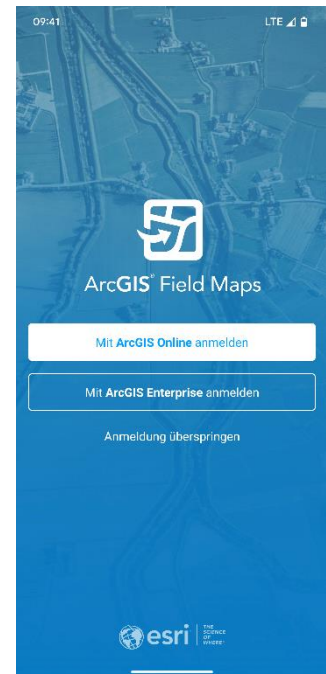 09:41 LTE
ArcGIS® Field Maps
Mit ArcGIS Online anmelden
Mit ArcGIS Enterprise anmelden
Anmeldung überspringen
esri
THE
SCIENCE
OF
WHERE®